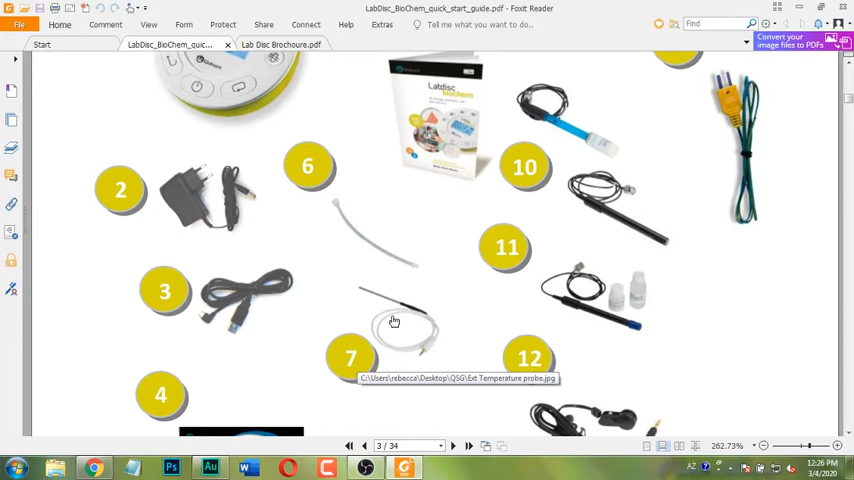 LabDisc_BioChem_quick_start_guide.pdf - Foxit Reader
File
Home
Comment
View
Form
Protect
Share
Connect
Help
Extras
Tell me what you want to do...
Find
Start
LabDisc_BioChem_quic...
Lab Disc Brochoure.pdf
Convert your
image files to PDFs
Labdisc
biochem
2
6
10
11
3
7
12
C:\Users\rebecca\Desktop\QSG\Ext Temperature probe.jpg
4
3 / 34
262.73%
AZ
12:26 PM
3/4/2020